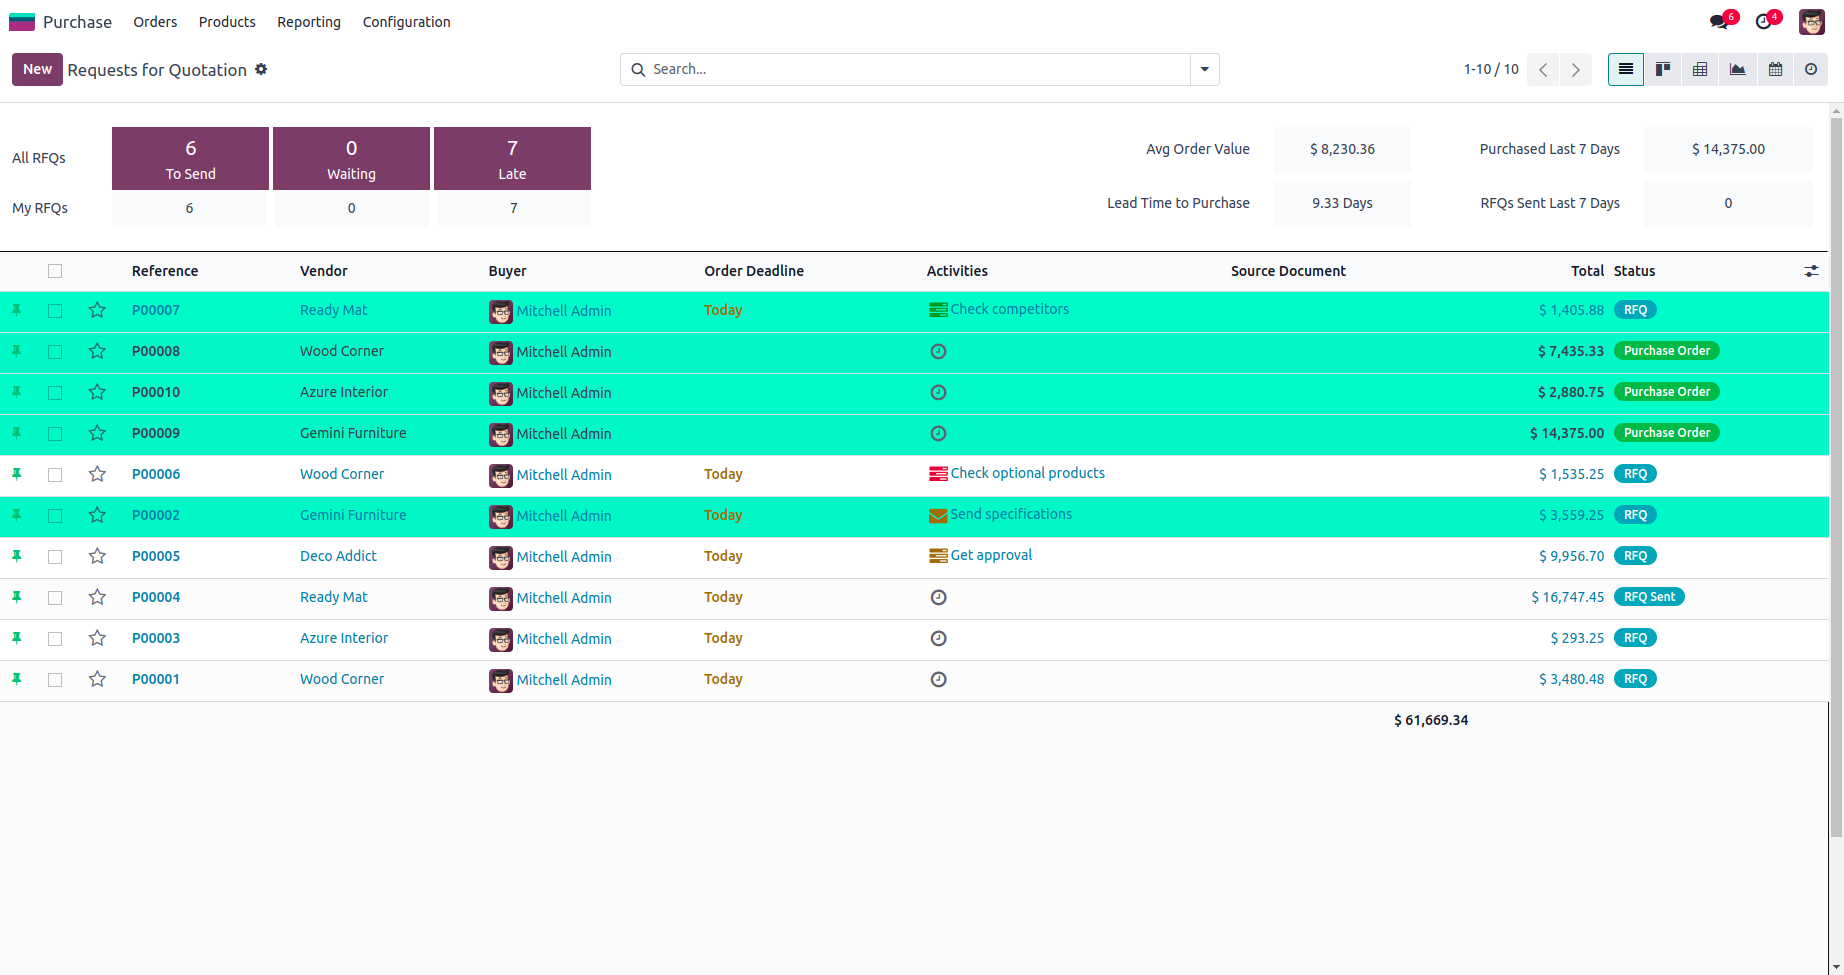 Purchase Orders Products Reporting Configuration 6 4
New Requests for Quotation Search... 1-10 / 10
All RFQs 6 To Send 0 Waiting 7 Late
My RFQs 6 0 7
Avg Order Value $ 8,230.36 Purchased Last 7 Days $ 14,375.00
Lead Time to Purchase 9.33 Days RFQs Sent Last 7 Days 0
Reference Vendor Buyer Order Deadline Activities Source Document Total Status
P00007 Ready Mat Mitchell Admin Today Check competitors $ 1,405.88 RFQ
P00008 Wood Corner Mitchell Admin $ 7,435.33 Purchase Order
P00010 Azure Interior Mitchell Admin $ 2,880.75 Purchase Order
P00009 Gemini Furniture Mitchell Admin $ 14,375.00 Purchase Order
P00006 Wood Corner Mitchell Admin Today Check optional products $ 1,535.25 RFQ
P00002 Gemini Furniture Mitchell Admin Today Send specifications $ 3,559.25 RFQ
P00005 Deco Addict Mitchell Admin Today Get approval $ 9,956.70 RFQ
P00004 Ready Mat Mitchell Admin Today $ 16,747.45 RFQ Sent
P00003 Azure Interior Mitchell Admin Today $ 293.25 RFQ
P00001 Wood Corner Mitchell Admin Today $ 3,480.48 RFQ
$ 61,669.34